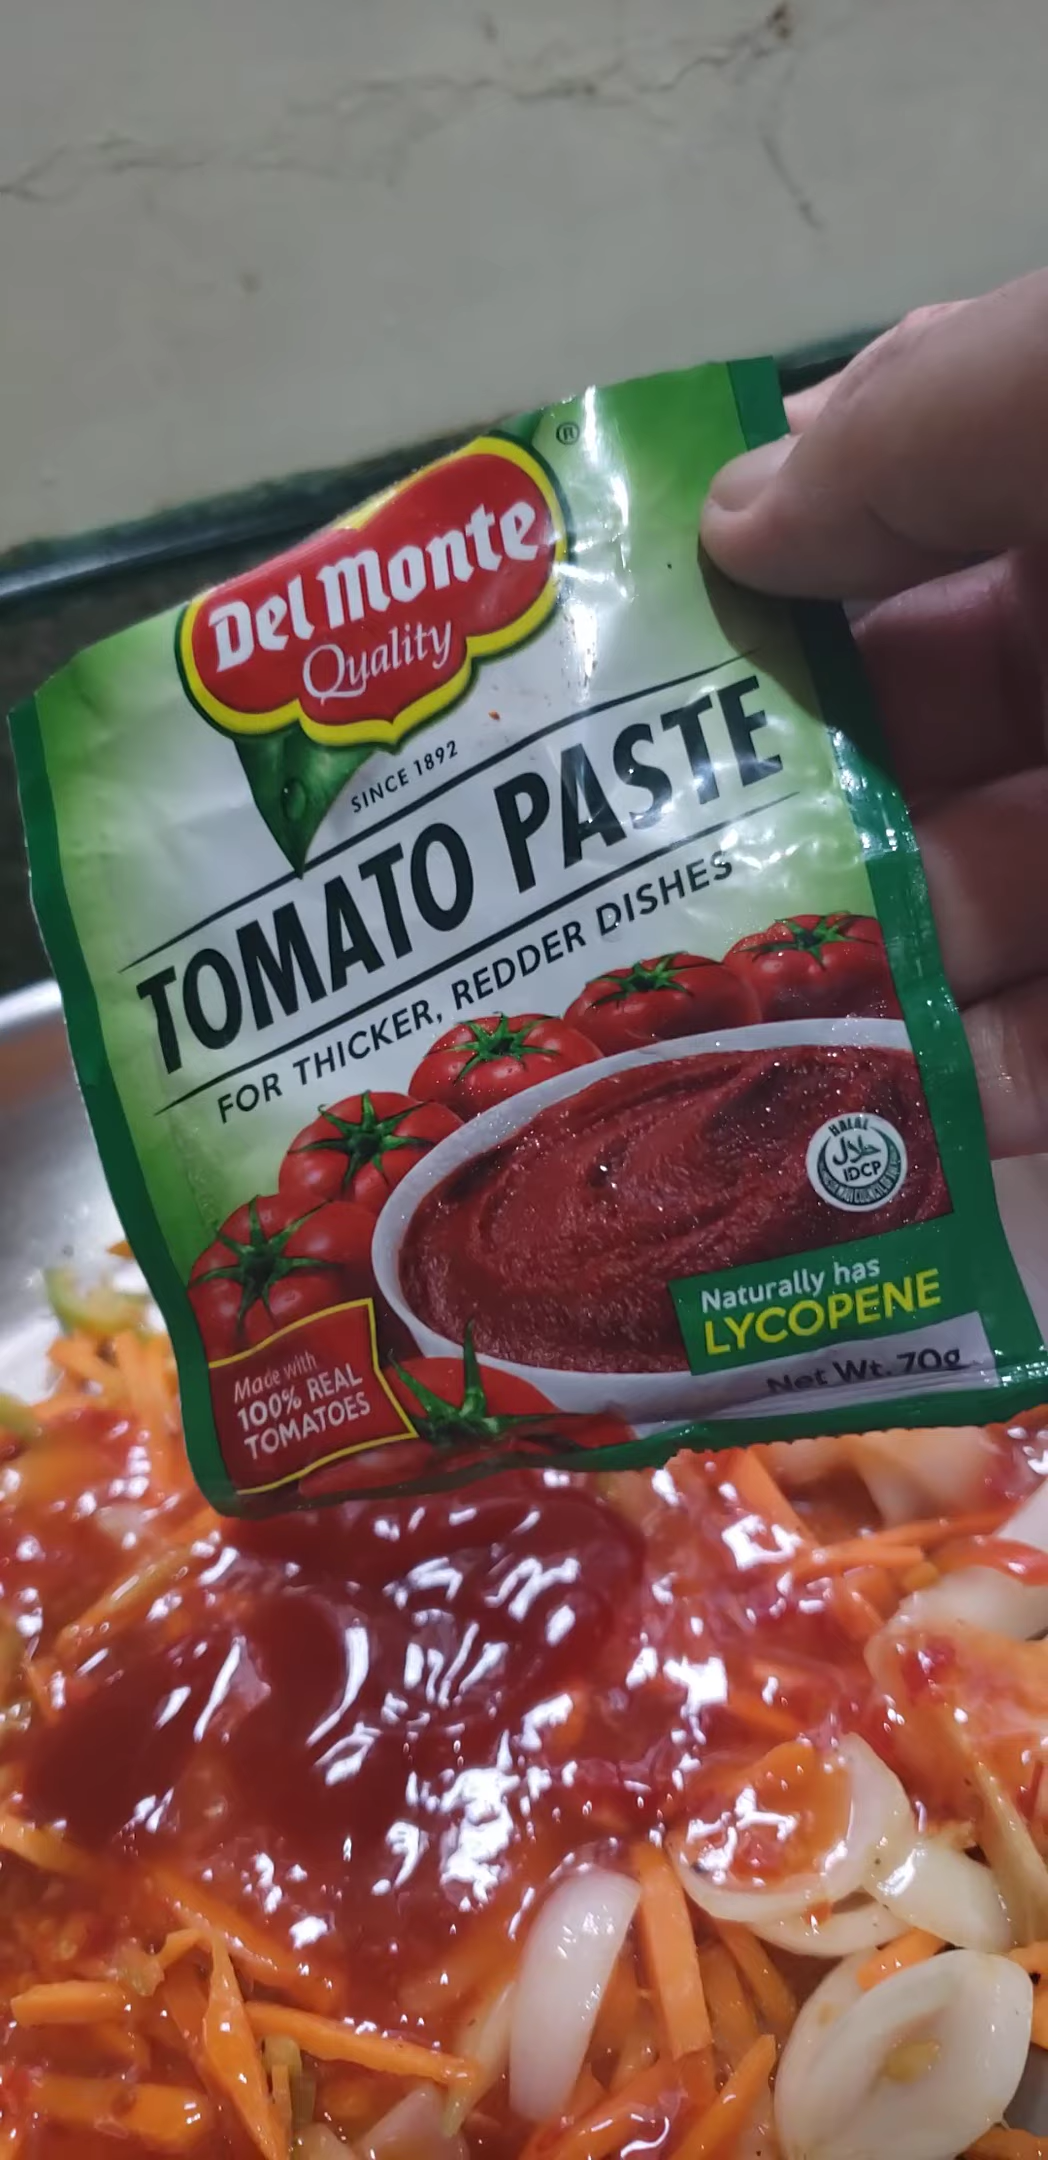 Del Monte
®
Quality
SINCE 1892
TOMATO PASTE
FOR THICKER, REDDER DISHES
HALAL
حلال
IDCP
Naturally has
LYCOPENE
Net Wt. 70g
Made with
100% REAL
TOMATOES